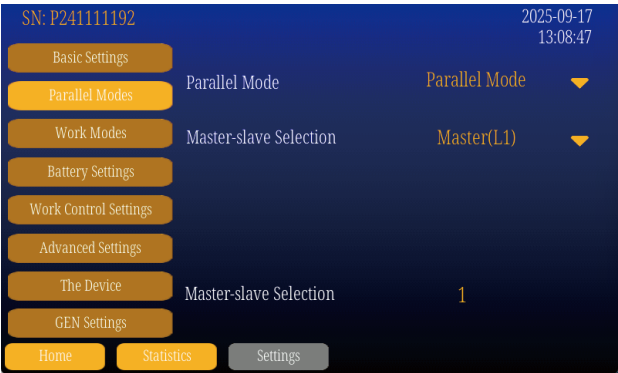 SN: P241111192
2025-09-17
13:08:47
Basic Settings
Parallel Modes
Work Modes
Battery Settings
Work Control Settings
Advanced Settings
The Device
GEN Settings
Parallel Mode
Parallel Mode
Master-slave Selection
Master(L1)
Master-slave Selection
1
Home
Statistics
Settings